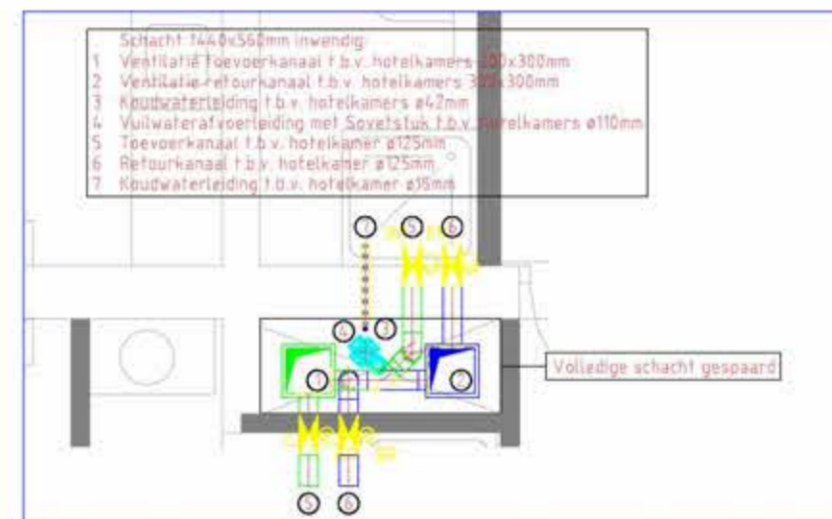 Schacht 1440x560mm inwendig
1 Ventilatie toevoerkanaal t.b.v. hotelkamers 300x300mm
2 Ventilatie retourkanaal t.b.v. hotelkamers 300x300mm
3 Koudwaterleiding t.b.v. hotelkamers ø42mm
4 Vuilwaterafvoerleiding met Sovetstuk t.b.v. hotelkamers ø110mm
5 Toevoerkanaal t.b.v. hotelkamer ø125mm
6 Retourkanaal t.b.v. hotelkamer ø125mm
7 Koudwaterleiding t.b.v. hotelkamer ø15mm
7 5 6
4 3
Volledige schacht gespaard
1 2
5 6